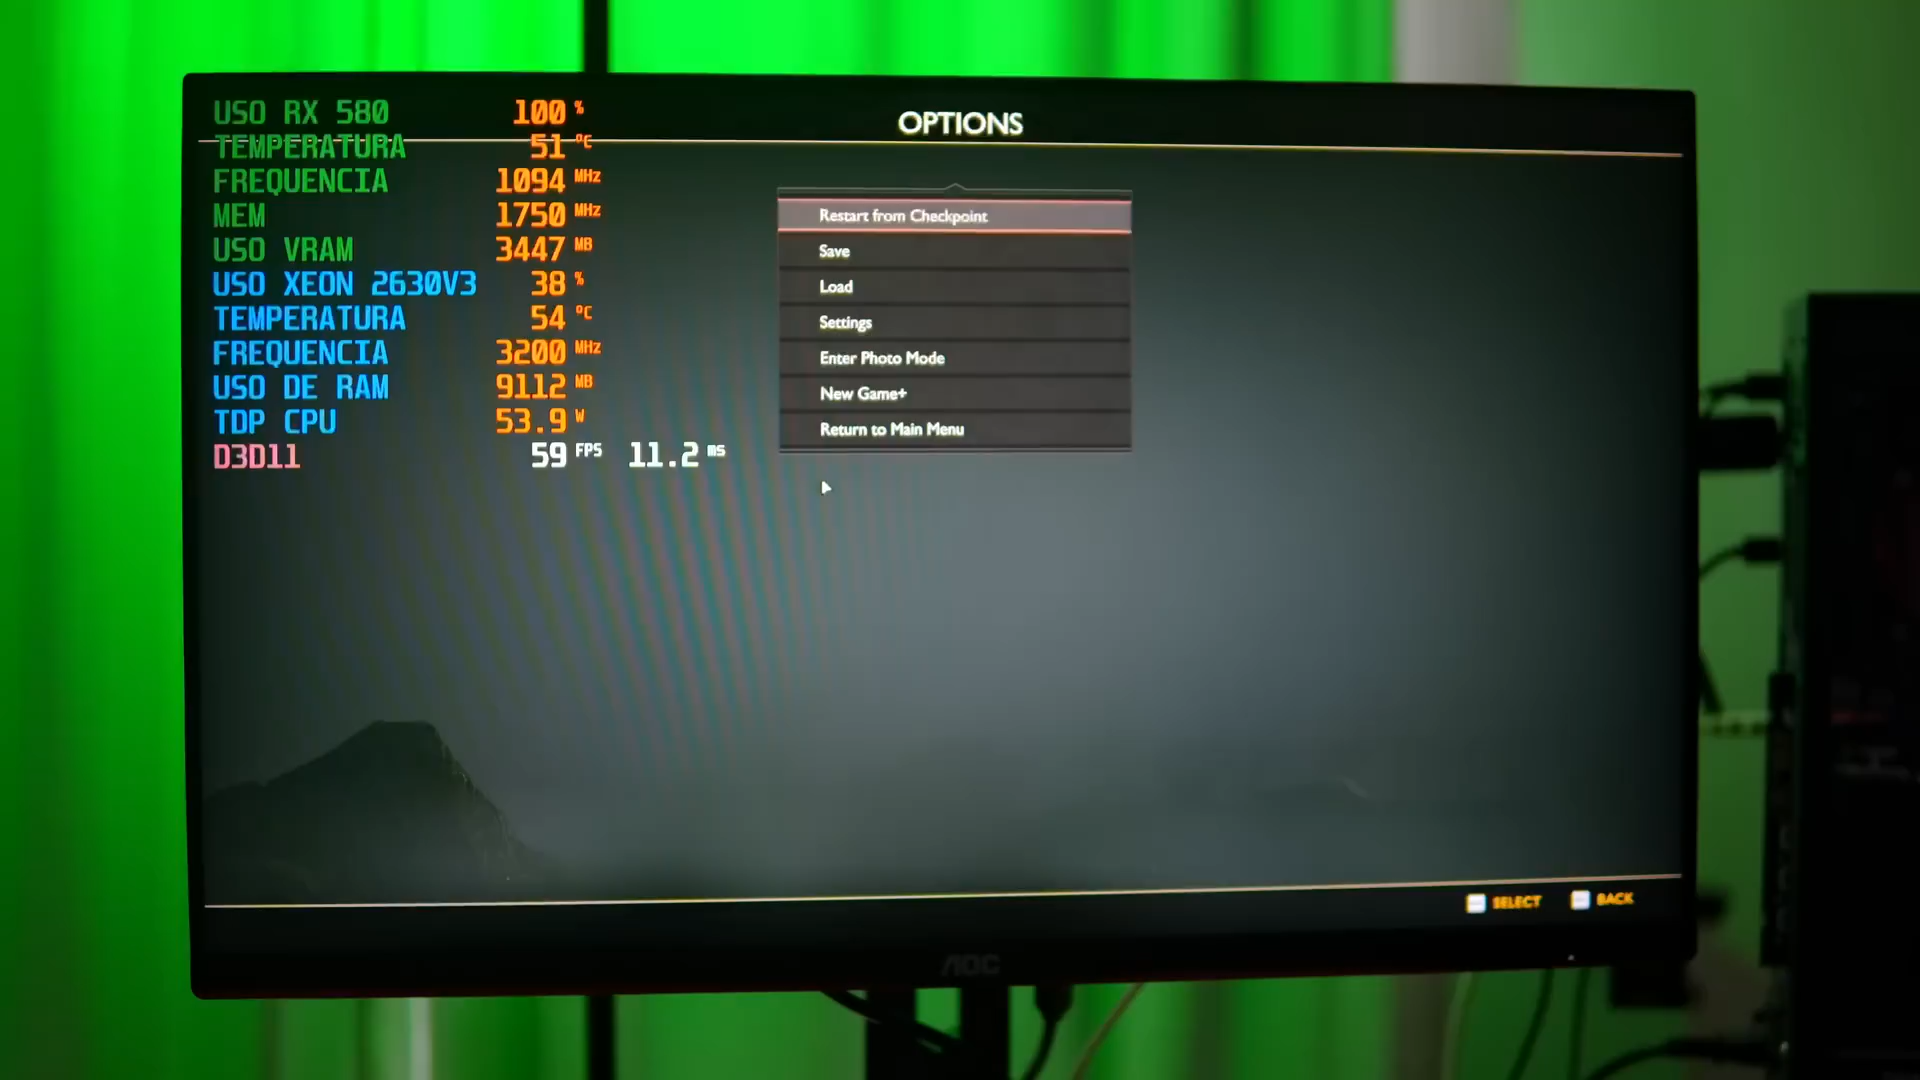 USO RX 580 100 %
TEMPERATURA 51 °C
FREQUENCIA 1094 MHz
MEM 1750 MHz
USO VRAM 3447 MB
USO XEON 2630V3 38 %
TEMPERATURA 54 °C
FREQUENCIA 3200 MHz
USO DE RAM 9112 MB
TDP CPU 53.9 W
D3D11 59 FPS 11.2 ms
OPTIONS
Restart from Checkpoint
Save
Load
Settings
Enter Photo Mode
New Game+
Return to Main Menu
SELECT BACK
AOC